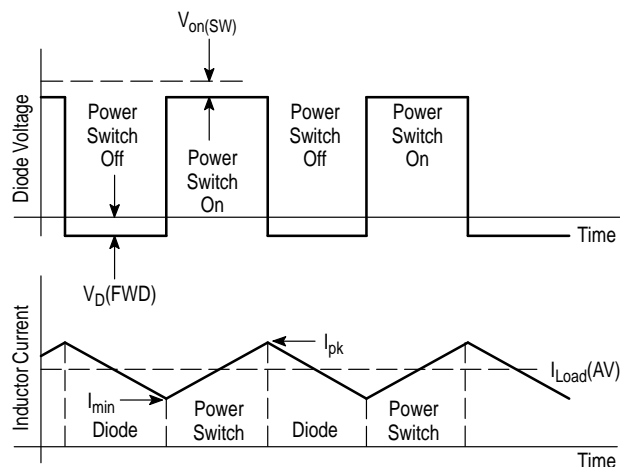 Von(SW)
Diode Voltage
Power
Switch
Off
Power
Switch
On
Power
Switch
Off
Power
Switch
On
Time
VD(FWD)
Inductor Current
Ipk
ILoad(AV)
Imin
Diode
Power
Switch
Diode
Power
Switch
Time